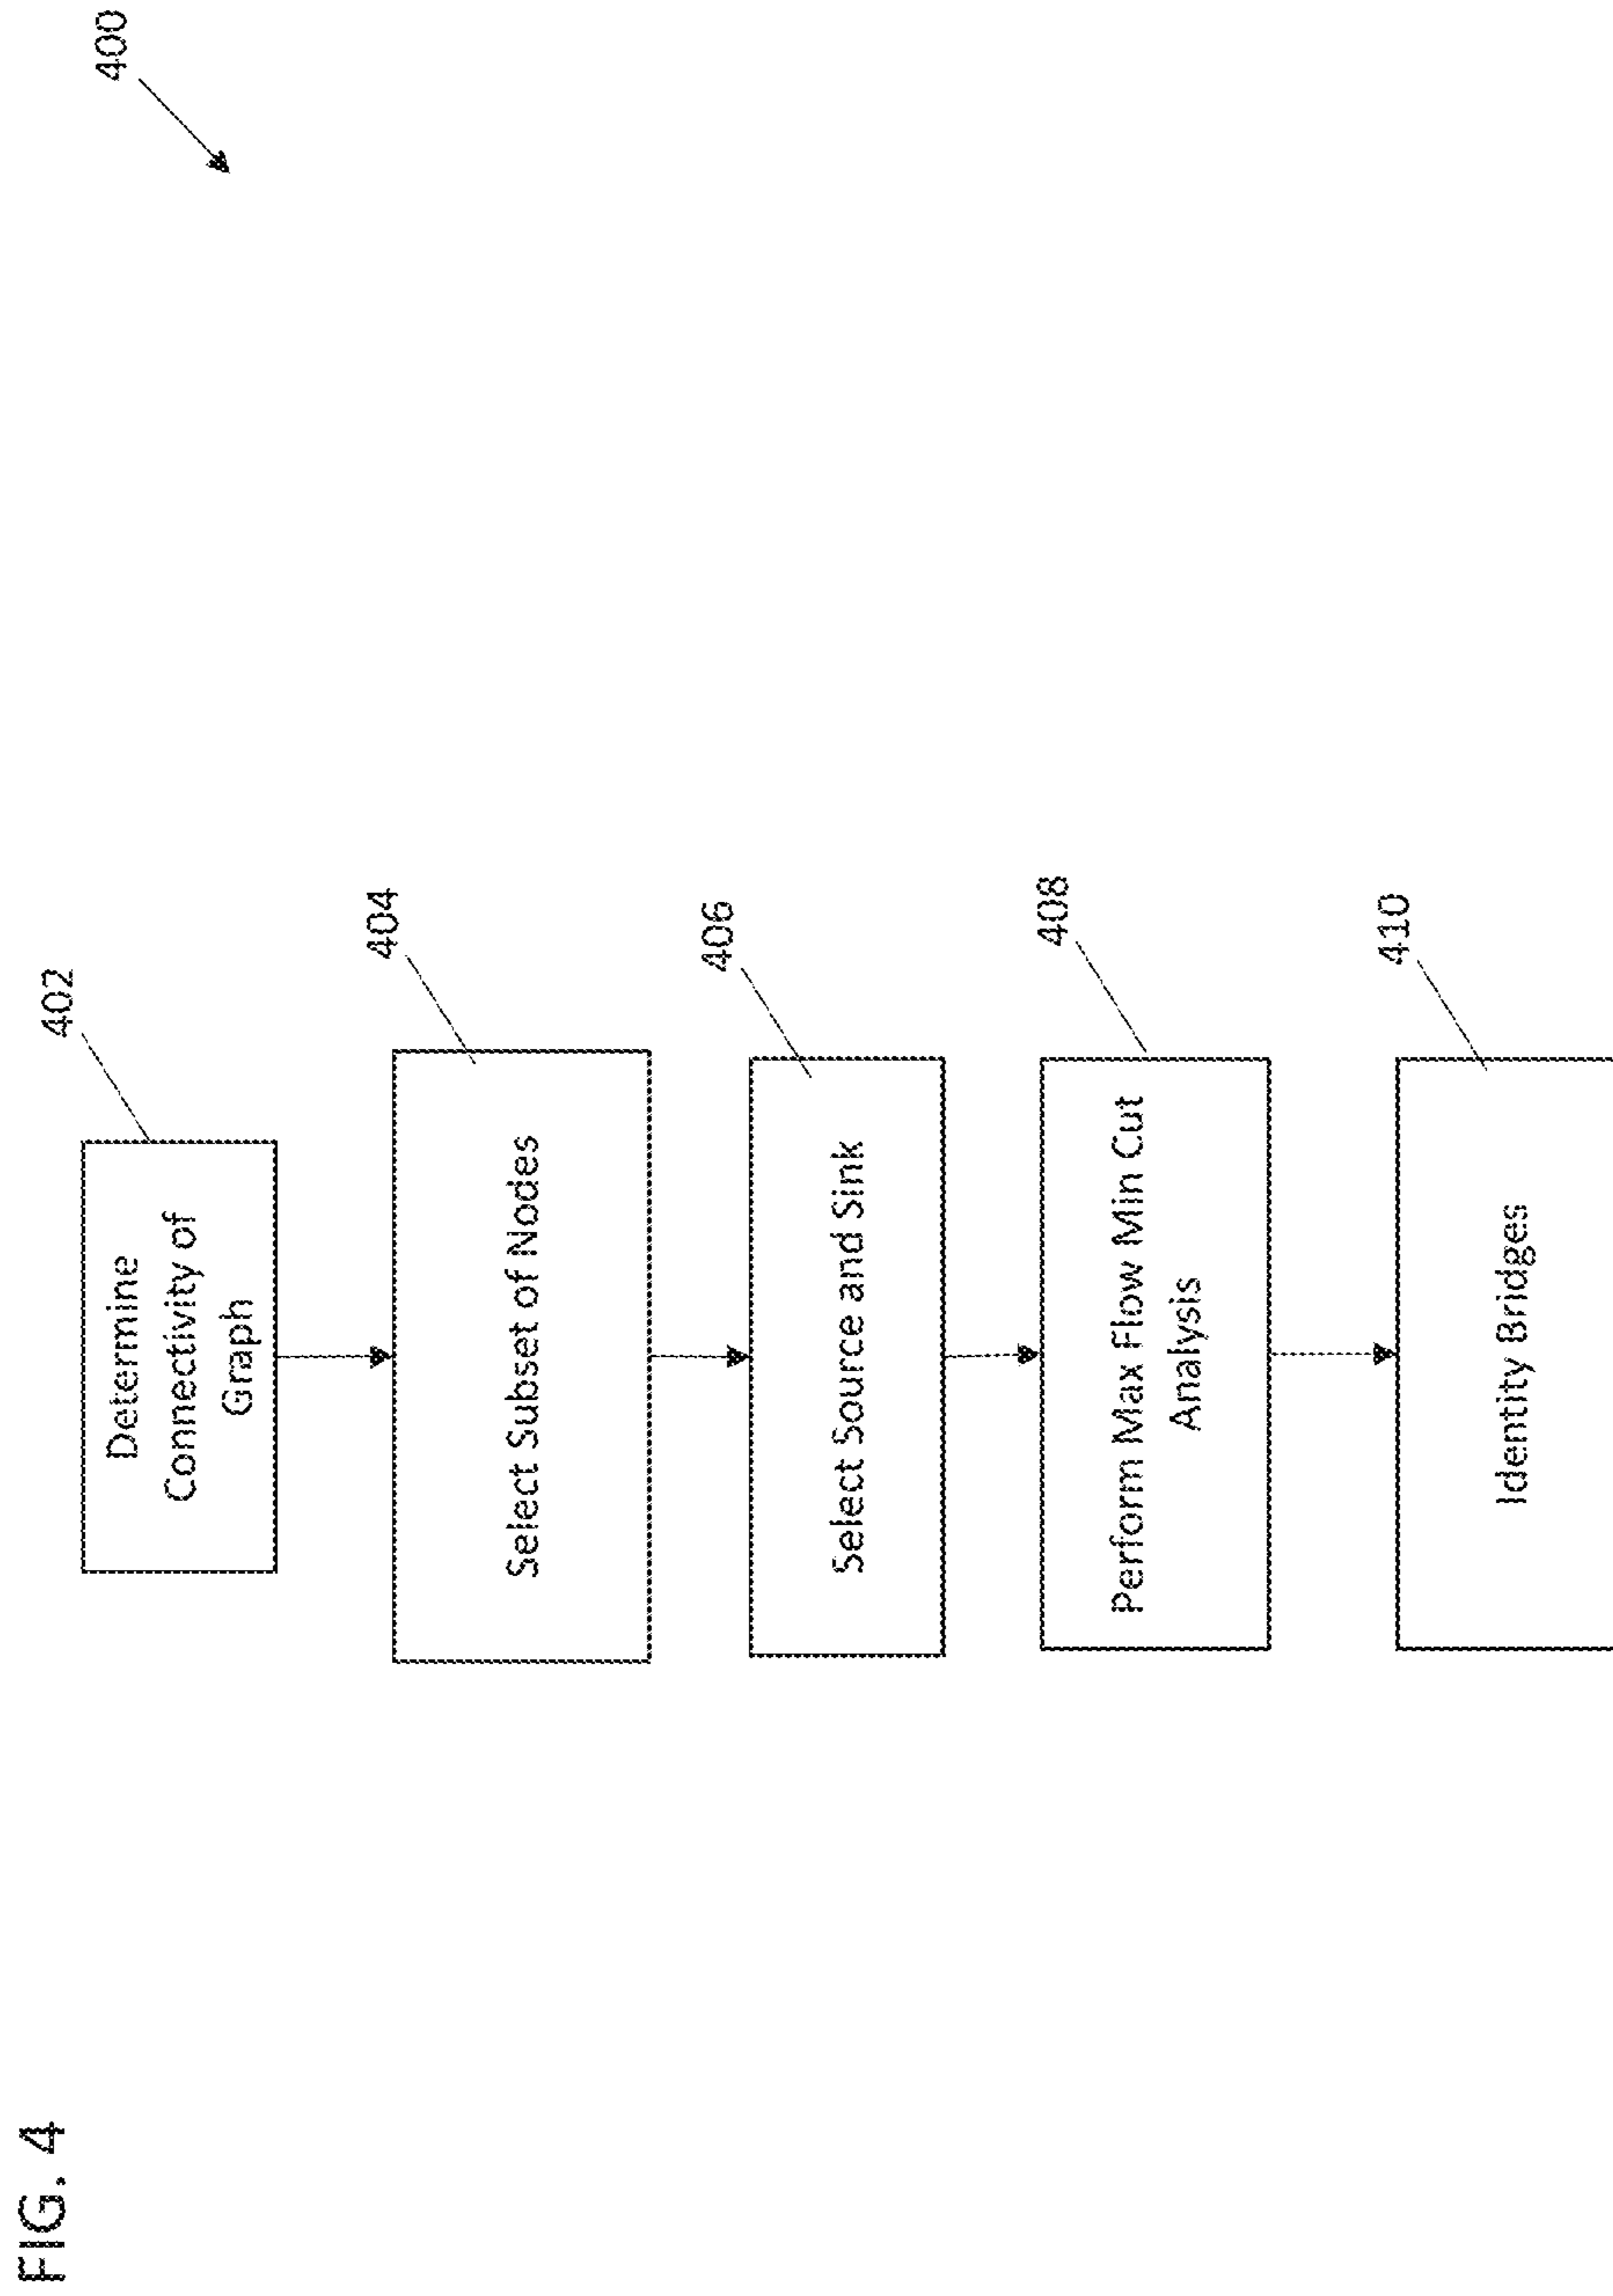 FIG. 4
400
402
Determine
Connectivity of
Graph
404
Select Subset of Nodes
406
Select Source and Sink
408
Perform Max Flow Min Cut
Analysis
410
Identity Bridges